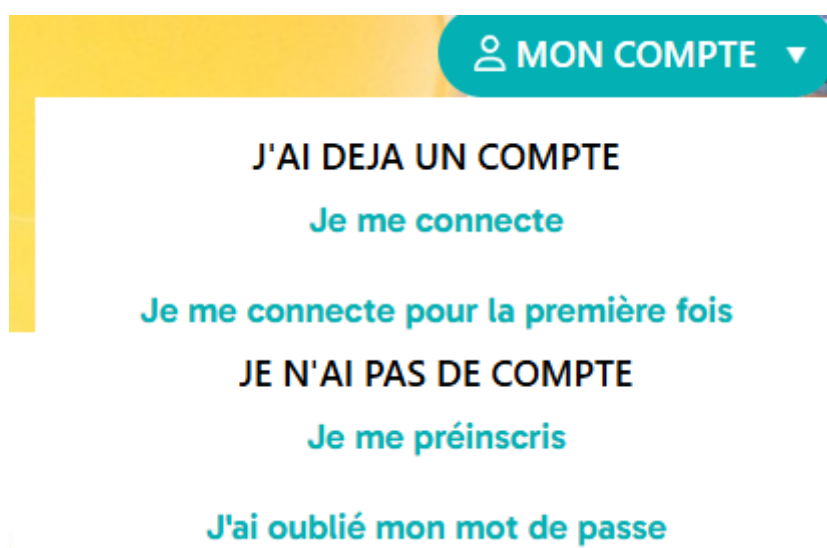 MON COMPTE ▼
J'AI DEJA UN COMPTE
Je me connecte
Je me connecte pour la première fois
JE N'AI PAS DE COMPTE
Je me préinscris
J'ai oublié mon mot de passe